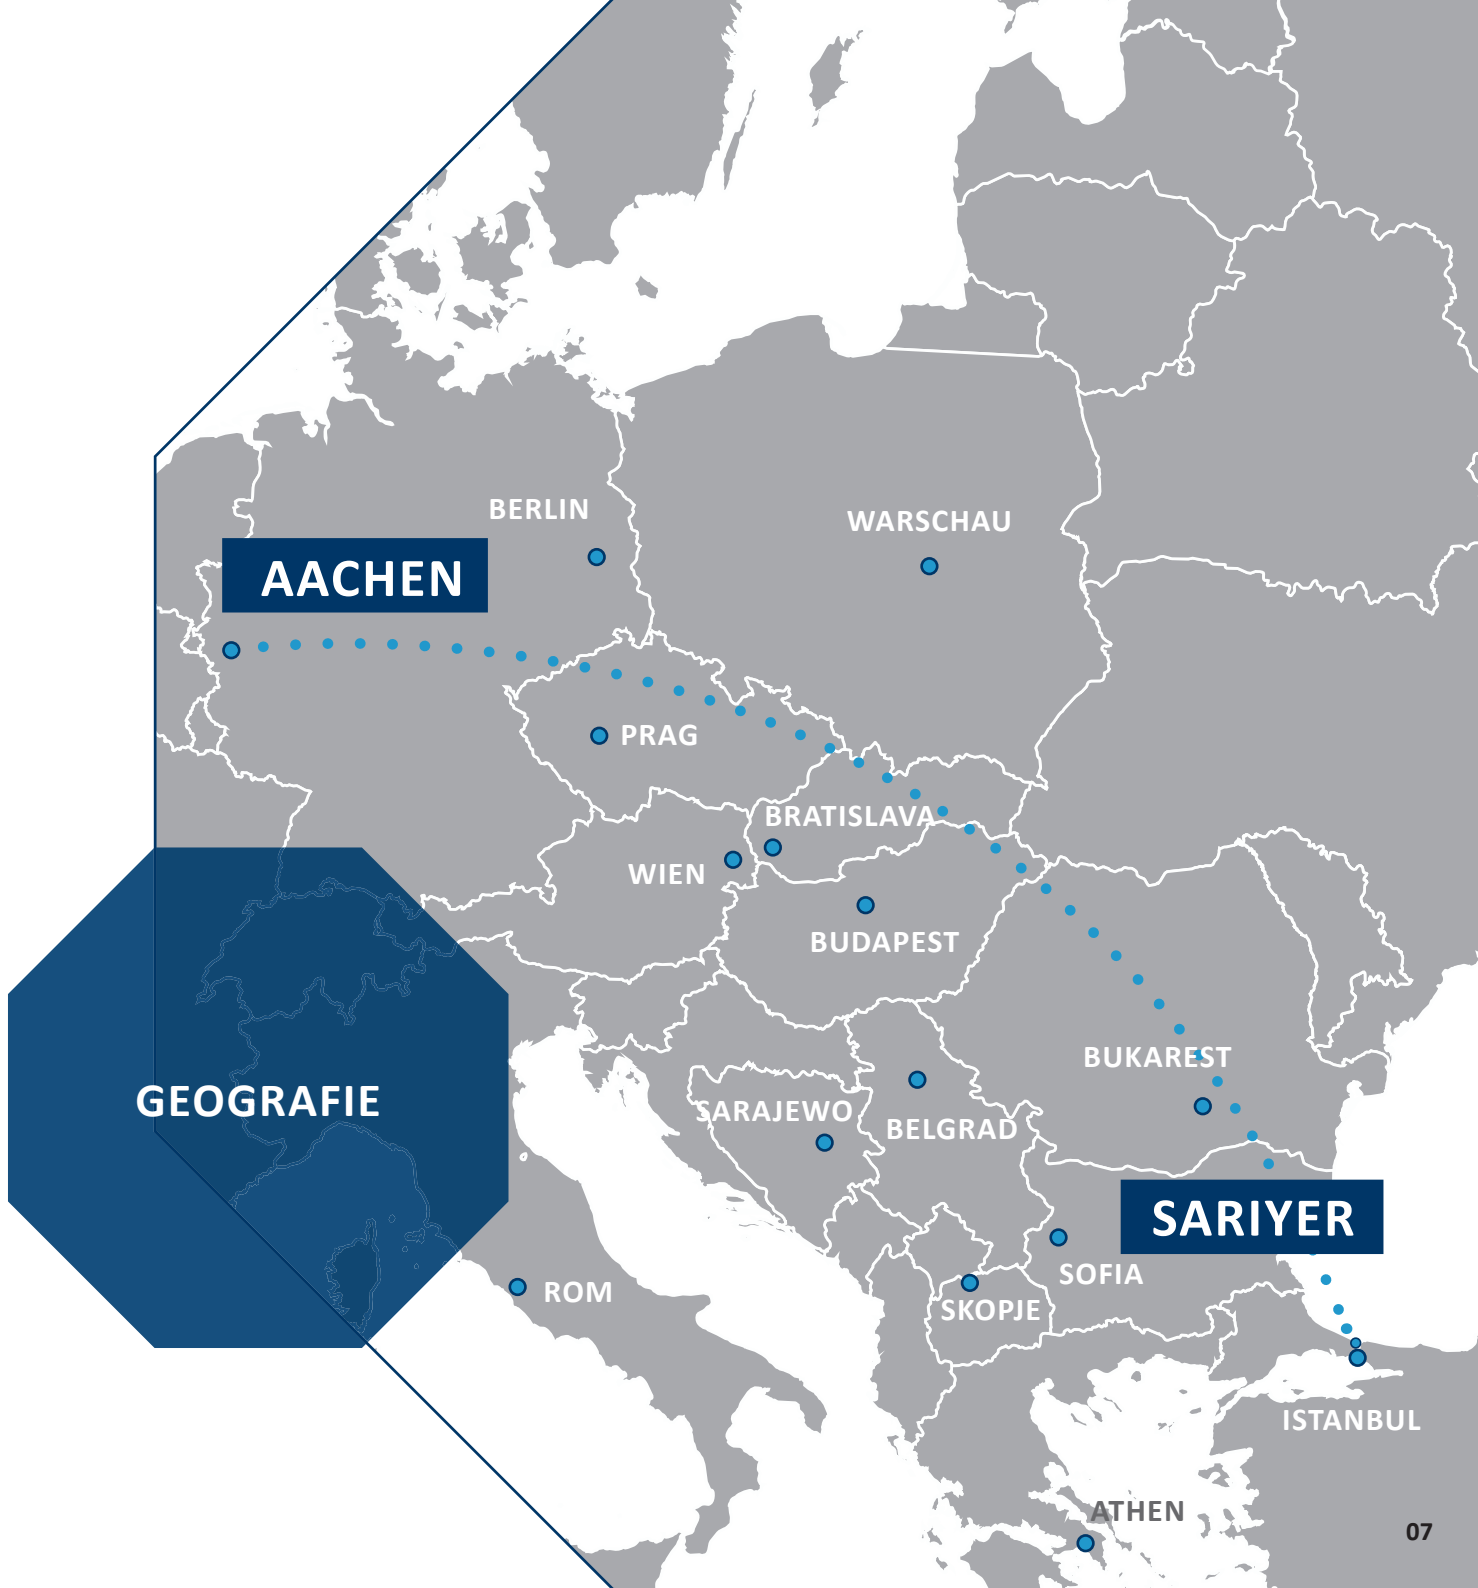 BERLIN
WARSCHAU
AACHEN
PRAG
BRATISLAVA
WIEN
BUDAPEST
BUKAREST
GEOGRAFIE
SARAJEWO
BELGRAD
SARIYER
SOFIA
ROM
SKOPJE
ISTANBUL
ATHEN
07